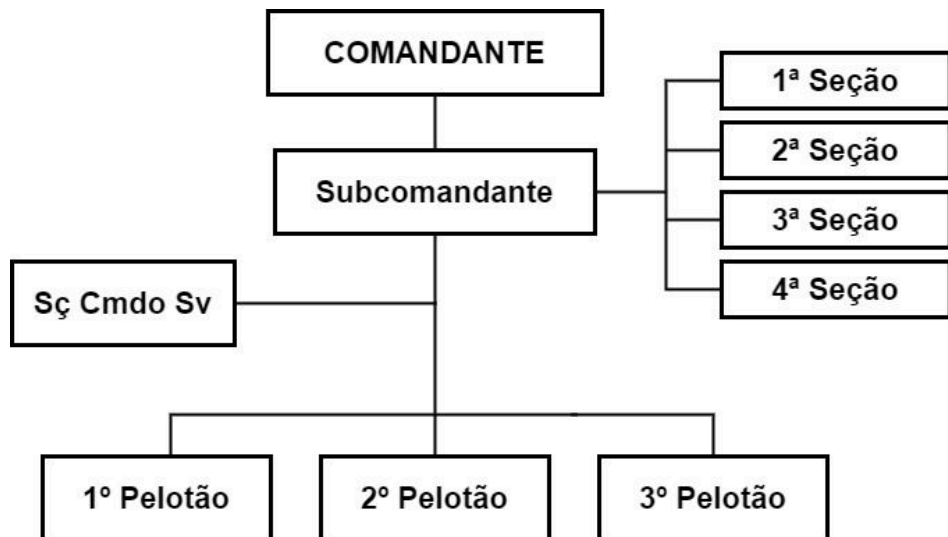 COMANDANTE
Subcomandante
1ª Seção
2ª Seção
3ª Seção
4ª Seção
Sç Cmdo Sv
1º Pelotão
2º Pelotão
3º Pelotão